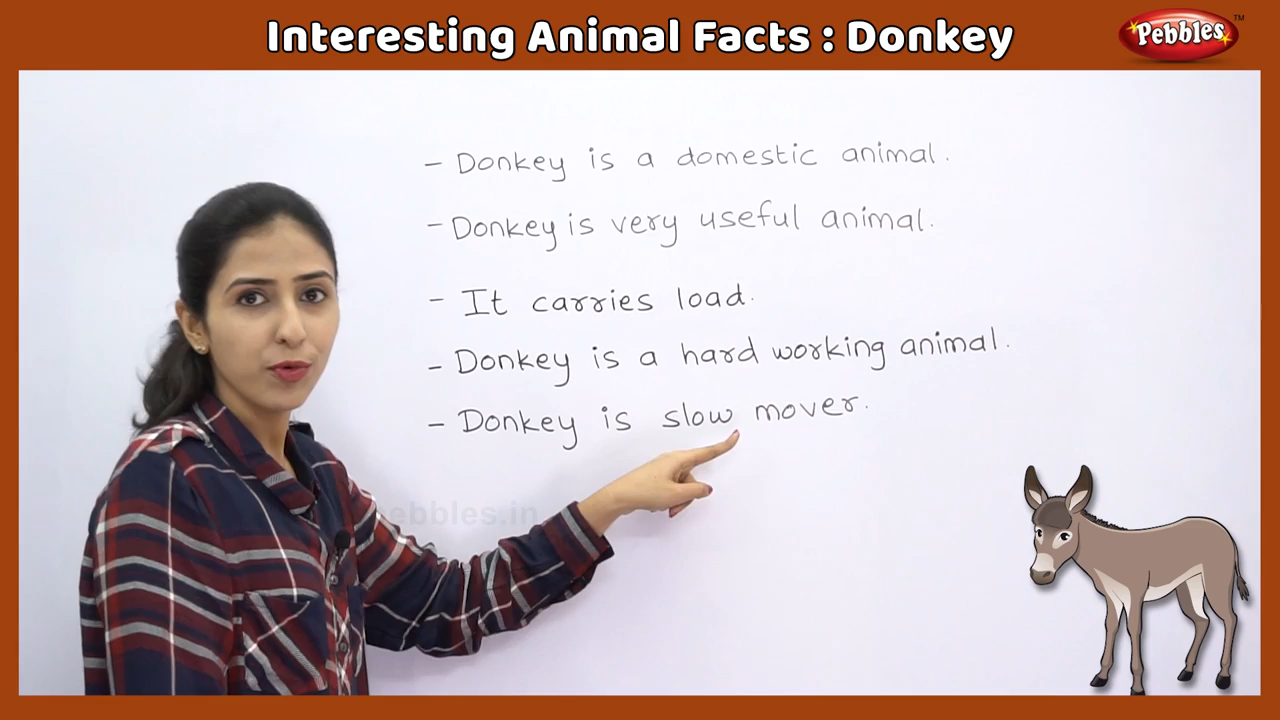 Interesting Animal Facts : Donkey
Pebbles™
- Donkey is a domestic animal.
- Donkey is very useful animal.
- It carries load.
- Donkey is a hard working animal.
- Donkey is slow mover.
pebbles.in